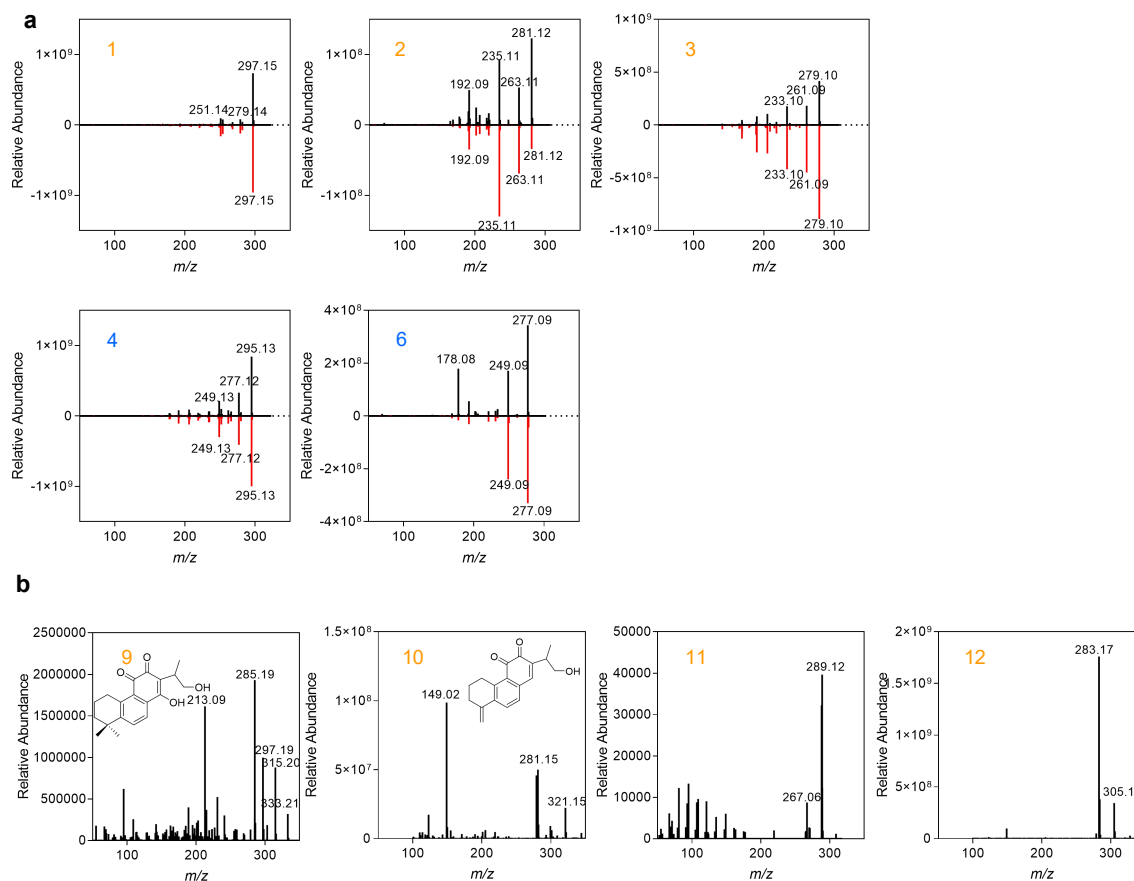 a
1
Relative Abundance
1×10⁹
0
-1×10⁹
297.15
251.14
279.14
297.15
100 200 300
m/z
2
Relative Abundance
1×10⁸
0
-1×10⁸
281.12
235.11
263.11
192.09
192.09
281.12
263.11
235.11
100 200 300
m/z
3
Relative Abundance
1×10⁹
5×10⁸
0
-5×10⁸
-1×10⁹
279.10
261.09
233.10
233.10
261.09
279.10
100 200 300
m/z
4
Relative Abundance
1×10⁹
0
-1×10⁹
295.13
277.12
249.13
249.13
277.12
295.13
100 200 300
m/z
6
Relative Abundance
4×10⁸
2×10⁸
0
-2×10⁸
-4×10⁸
277.09
249.09
178.08
249.09
277.09
100 200 300
m/z
b
9
Relative Abundance
2500000
2000000
1500000
1000000
500000
0
O
O
OH
OH
285.19
213.09
297.19
315.20
333.21
100 200 300
m/z
10
Relative Abundance
1.5×10⁸
1×10⁸
5×10⁷
0
O
O
OH
149.02
281.15
321.15
100 200 300
m/z
11
Relative Abundance
50000
40000
30000
20000
10000
0
289.12
267.06
100 200 300
m/z
12
Relative Abundance
2×10⁹
1.5×10⁹
1×10⁹
5×10⁸
0
283.17
305.1
100 200 300
m/z